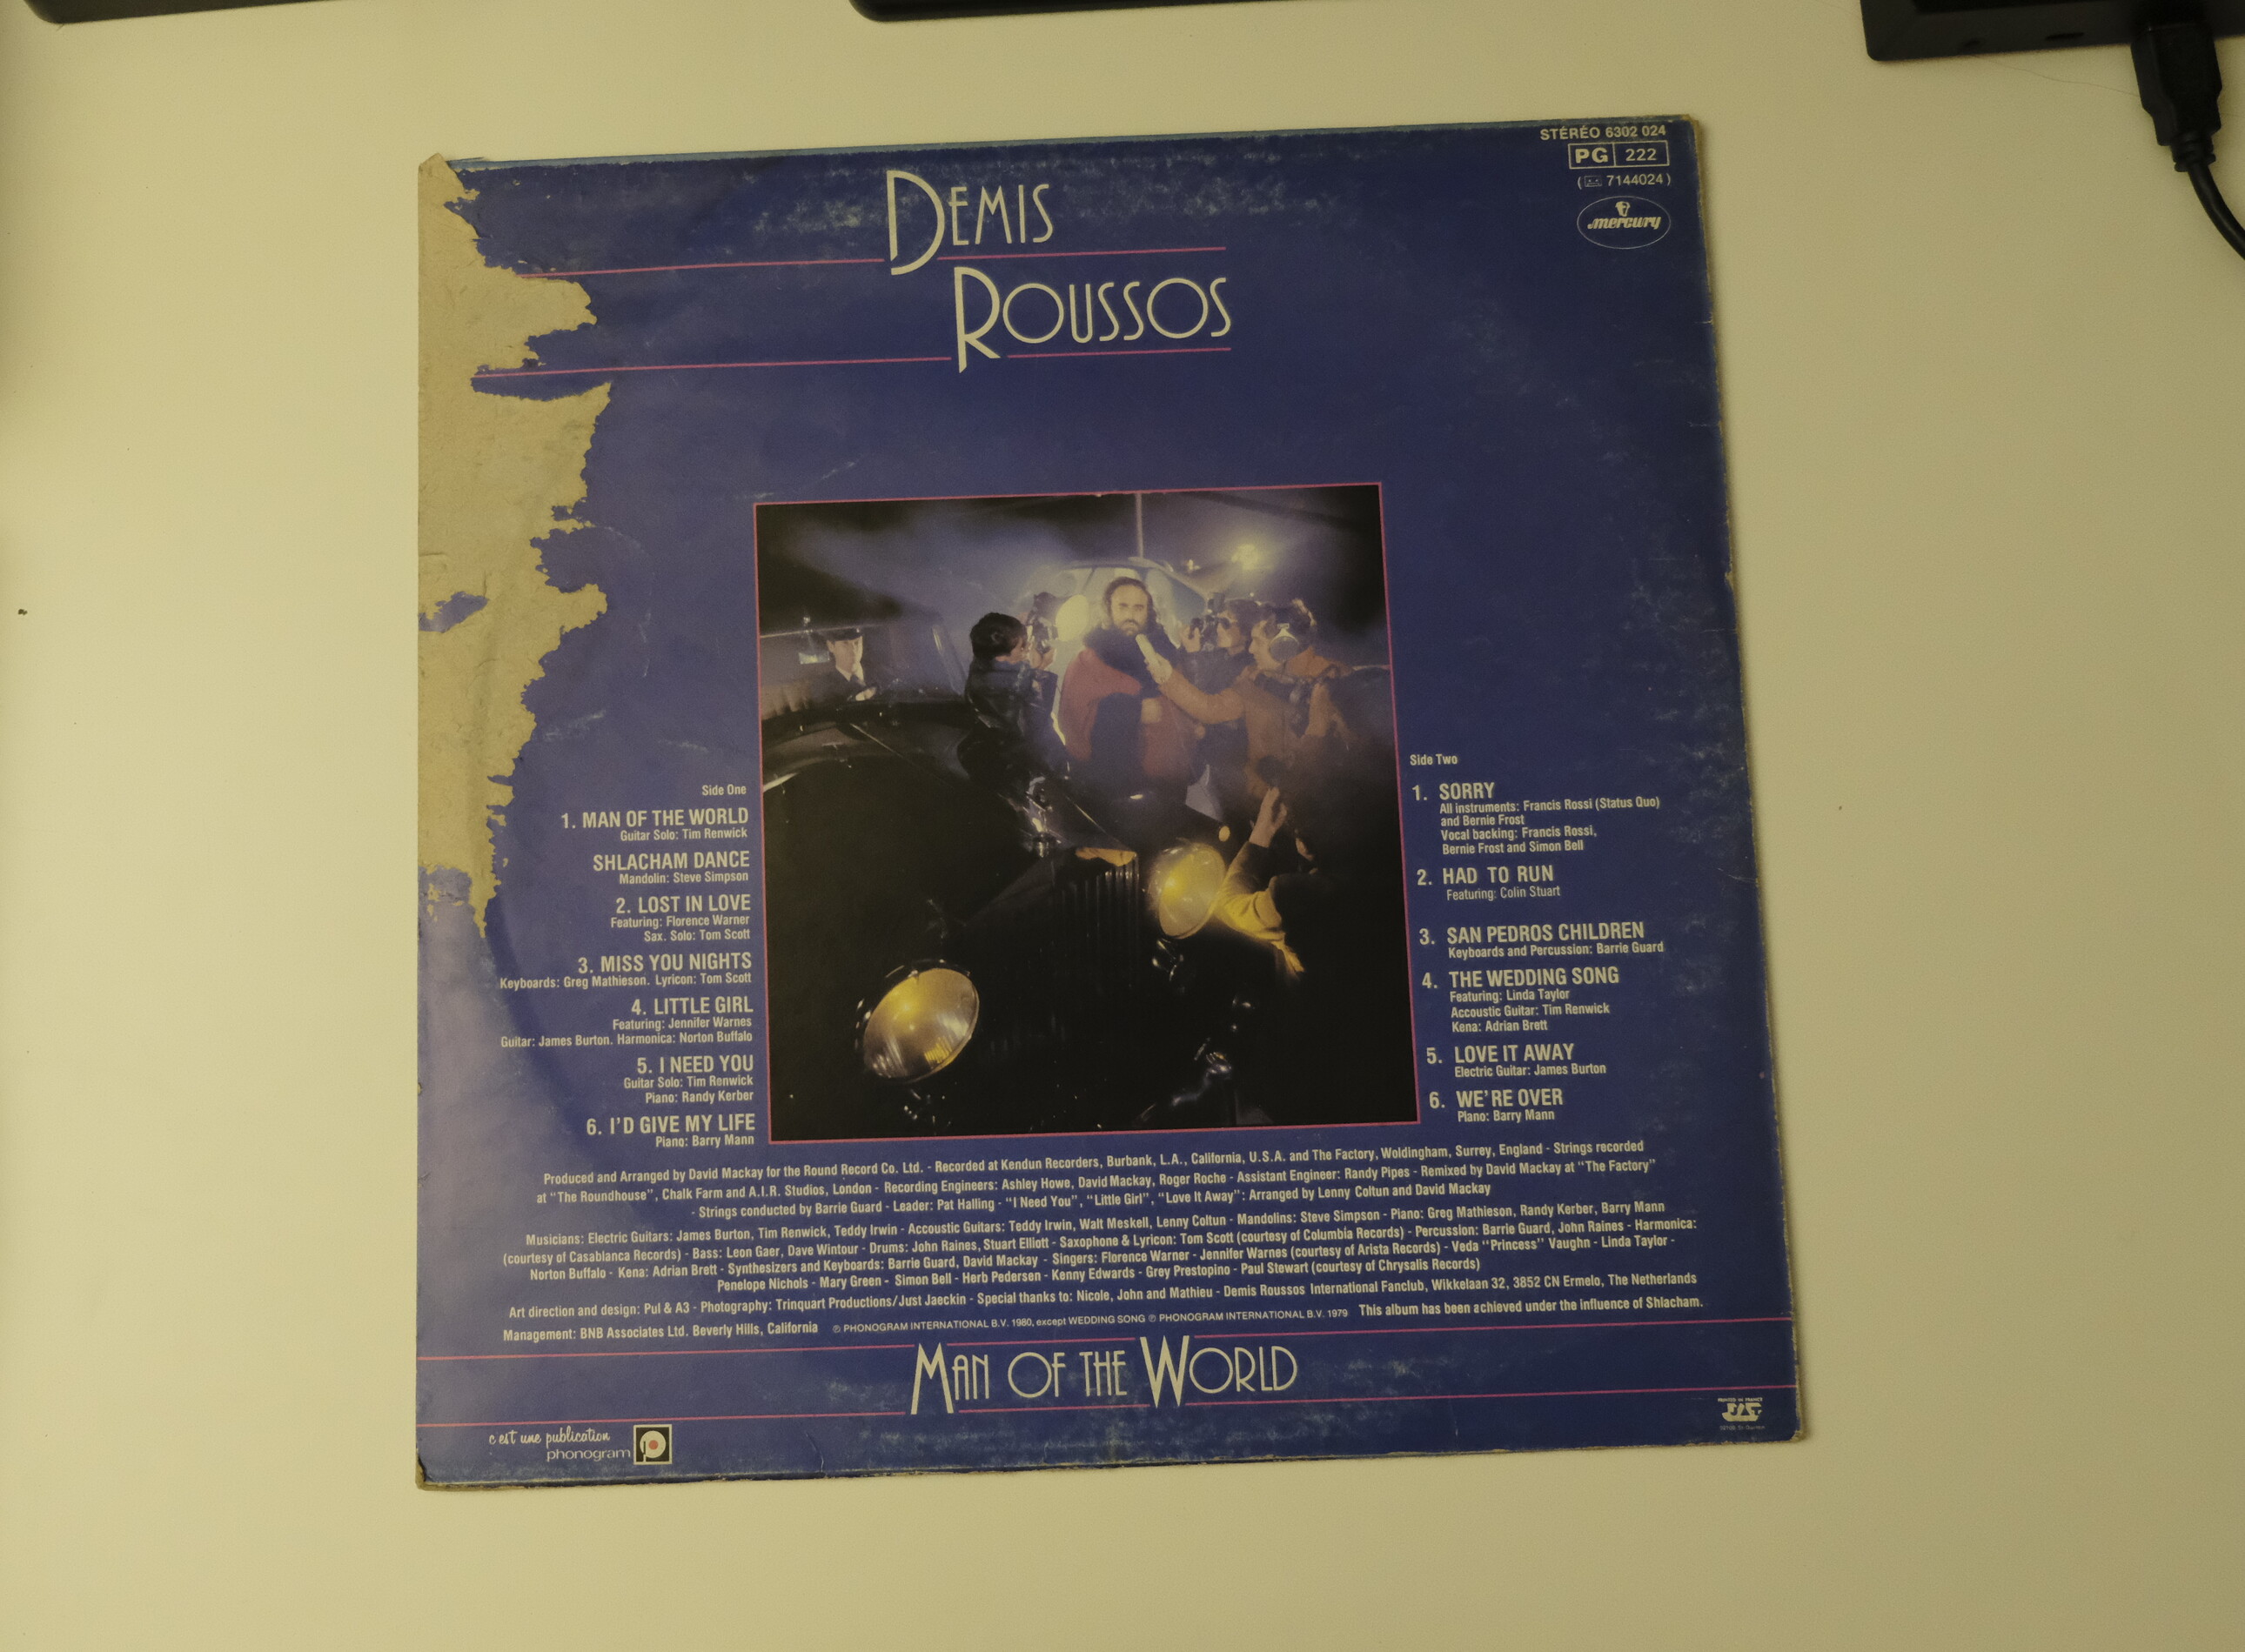 STÉRÉO 6302 024
PG 222
( 7144024 )
mercury
DEMIS
ROUSSOS
Side One
1. MAN OF THE WORLD
Guitar Solo: Tim Renwick
SHLACHAM DANCE
Mandolin: Steve Simpson
2. LOST IN LOVE
Featuring: Florence Warner
Sax. Solo: Tom Scott
3. MISS YOU NIGHTS
Keyboards: Greg Mathieson. Lyricon: Tom Scott
4. LITTLE GIRL
Featuring: Jennifer Warnes
Guitar: James Burton. Harmonica: Norton Buffalo
5. I NEED YOU
Guitar Solo: Tim Renwick
Piano: Randy Kerber
6. I'D GIVE MY LIFE
Piano: Barry Mann
Side Two
1. SORRY
All instruments: Francis Rossi (Status Quo)
and Bernie Frost
Vocal backing: Francis Rossi,
Bernie Frost and Simon Bell
2. HAD TO RUN
Featuring: Colin Stuart
3. SAN PEDROS CHILDREN
Keyboards and Percussion: Barrie Guard
4. THE WEDDING SONG
Featuring: Linda Taylor
Accoustic Guitar: Tim Renwick
Kena: Adrian Brett
5. LOVE IT AWAY
Electric Guitar: James Burton
6. WE'RE OVER
Piano: Barry Mann
Produced and Arranged by David Mackay for the Round Record Co. Ltd. - Recorded at Kendun Recorders, Burbank, L.A., California, U.S.A. and The Factory, Woldingham, Surrey, England - Strings recorded
at "The Roundhouse", Chalk Farm and A.I.R. Studios, London - Recording Engineers: Ashley Howe, David Mackay, Roger Roche - Assistant Engineer: Randy Pipes - Remixed by David Mackay at "The Factory"
- Strings conducted by Barrie Guard - Leader: Pat Halling - "I Need You", "Little Girl", "Love It Away": Arranged by Lenny Coltun and David Mackay
Musicians: Electric Guitars: James Burton, Tim Renwick, Teddy Irwin - Accoustic Guitars: Teddy Irwin, Walt Meskell, Lenny Coltun - Mandolins: Steve Simpson - Piano: Greg Mathieson, Randy Kerber, Barry Mann
(courtesy of Casablanca Records) - Bass: Leon Gaer, Dave Wintour - Drums: John Raines, Stuart Elliott - Saxophone & Lyricon: Tom Scott (courtesy of Columbia Records) - Percussion: Barrie Guard, John Raines - Harmonica:
Norton Buffalo - Kena: Adrian Brett - Synthesizers and Keyboards: Barrie Guard, David Mackay - Singers: Florence Warner - Jennifer Warnes (courtesy of Arista Records) - Veda "Princess" Vaughn - Linda Taylor -
Penelope Nichols - Mary Green - Simon Bell - Herb Pedersen - Kenny Edwards - Grey Prestopino - Paul Stewart (courtesy of Chrysalis Records)
Art direction and design: Pul & A3 - Photography: Trinquart Productions/Just Jaeckin - Special thanks to: Nicole, John and Mathieu - Demis Roussos International Fanclub, Wikkelaan 32, 3852 CN Ermelo, The Netherlands
Management: BNB Associates Ltd. Beverly Hills, California ℗ PHONOGRAM INTERNATIONAL B.V. 1980, except WEDDING SONG ℗ PHONOGRAM INTERNATIONAL B.V. 1979 This album has been achieved under the influence of Shlacham.
MAN OF THE WORLD
c'est une publication
phonogram
PRINTED IN FRANCE